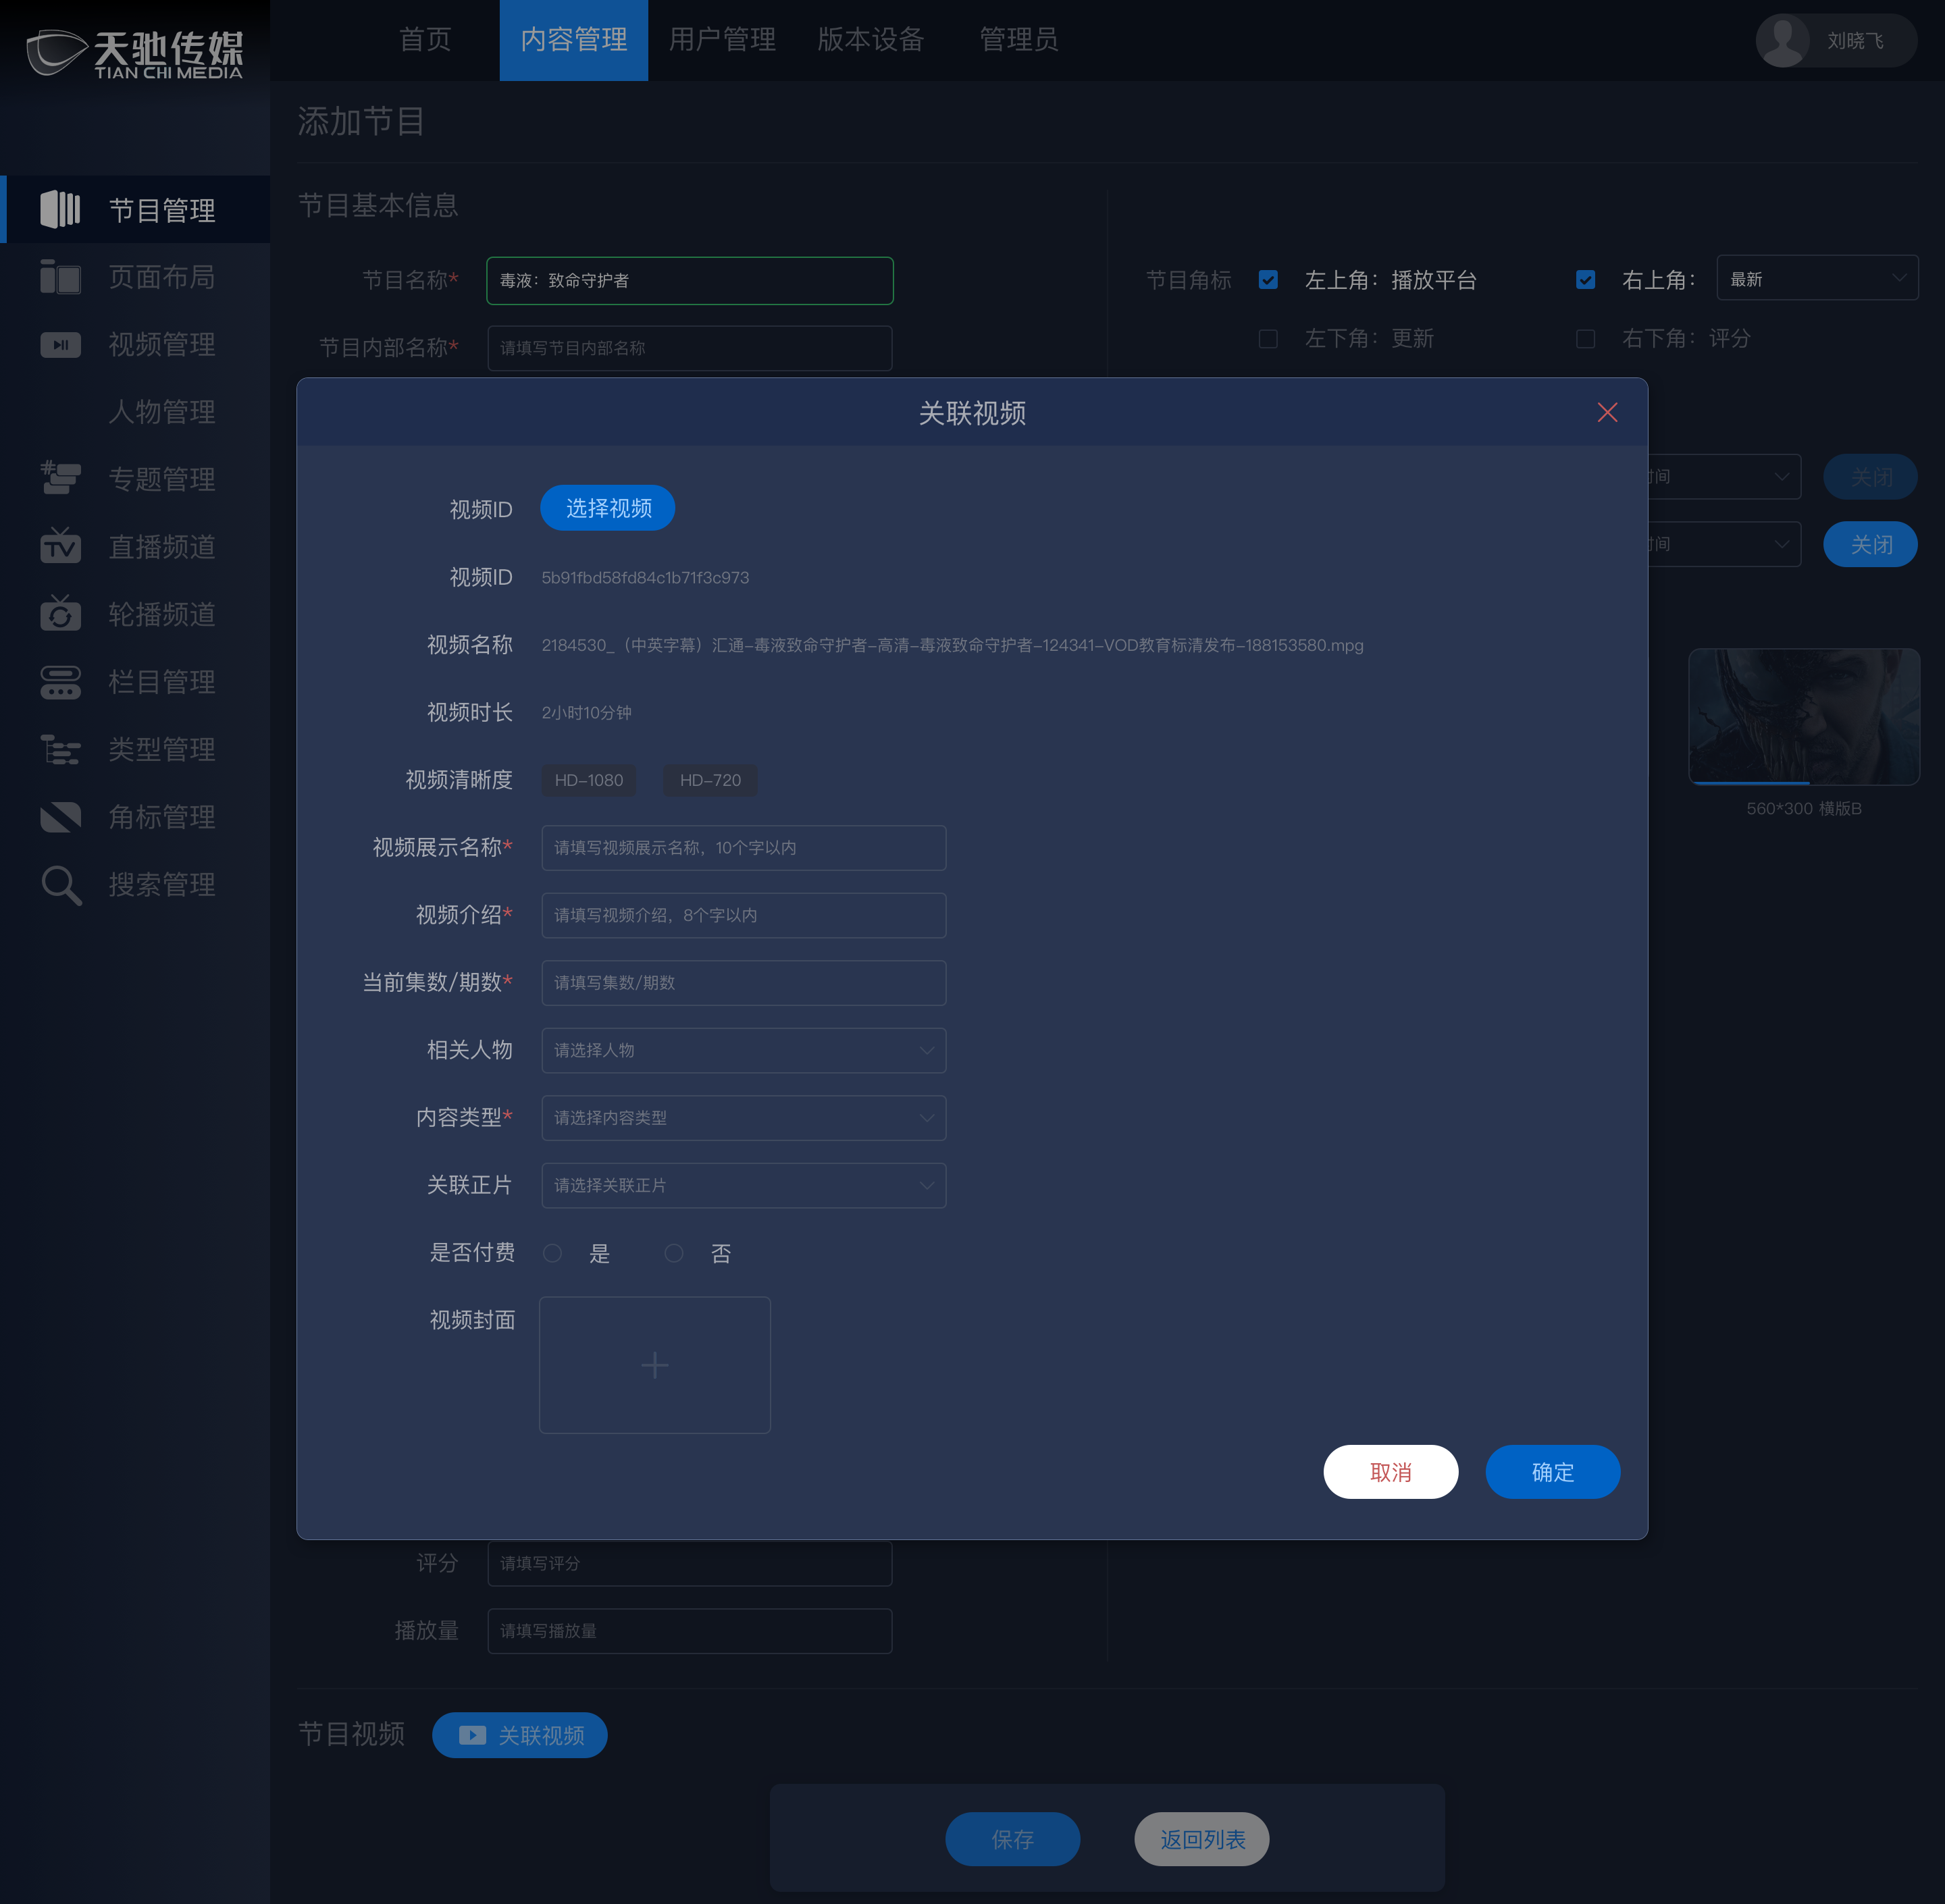 天驰传媒
TIAN CHI MEDIA
首页 内容管理 用户管理 版本设备 管理员
刘晓飞
节目管理
页面布局
视频管理
人物管理
专题管理
直播频道
轮播频道
栏目管理
类型管理
角标管理
搜索管理
添加节目
节目基本信息
节目名称* 毒液：致命守护者
节目内部名称* 请填写节目内部名称
节目角标 左上角：播放平台 右上角： 最新
左下角：更新 右下角：评分
间 关闭
间 关闭
560*300 横版B
关联视频
视频ID 选择视频
视频ID 5b91fbd58fd84c1b71f3c973
视频名称 2184530_（中英字幕）汇通-毒液致命守护者-高清-毒液致命守护者-124341-VOD教育标清发布-188153580.mpg
视频时长 2小时10分钟
视频清晰度 HD-1080 HD-720
视频展示名称* 请填写视频展示名称，10个字以内
视频介绍* 请填写视频介绍，8个字以内
当前集数/期数* 请填写集数/期数
相关人物 请选择人物
内容类型* 请选择内容类型
关联正片 请选择关联正片
是否付费 是 否
视频封面
取消 确定
评分 请填写评分
播放量 请填写播放量
节目视频 关联视频
保存 返回列表